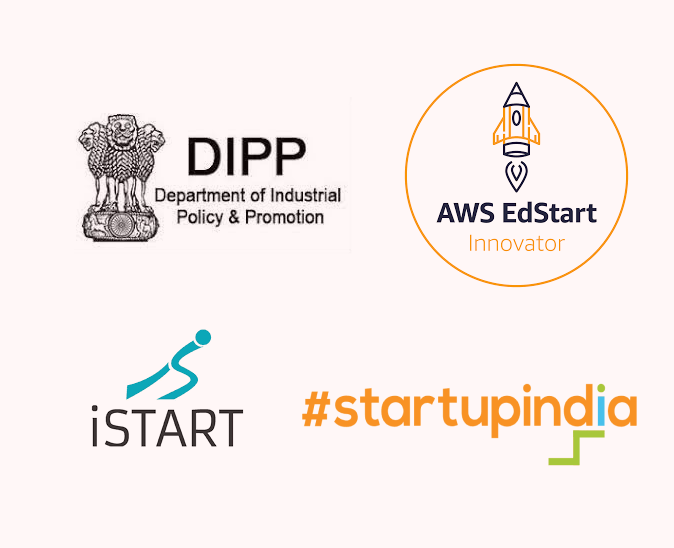 DIPP
Department of Industrial
Policy & Promotion
AWS EdStart
Innovator
iSTART
#startupindia